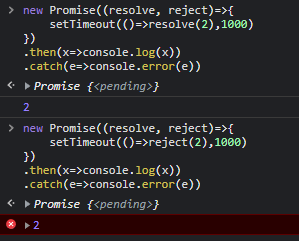 > new Promise((resolve, reject)=>{
setTimeout(()=>resolve(2),1000)
})
.then(x=>console.log(x))
.catch(e=>console.error(e))
Promise {<pending>}
2
> new Promise((resolve, reject)=>{
setTimeout(()=>reject(2),1000)
})
.then(x=>console.log(x))
.catch(e=>console.error(e))
Promise {<pending>}
2